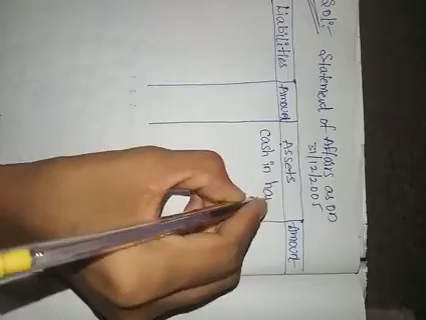 Sol:- Statement of Affairs as on
31/12/2005
Liabilities Amount Assets Amount
Cash in ha